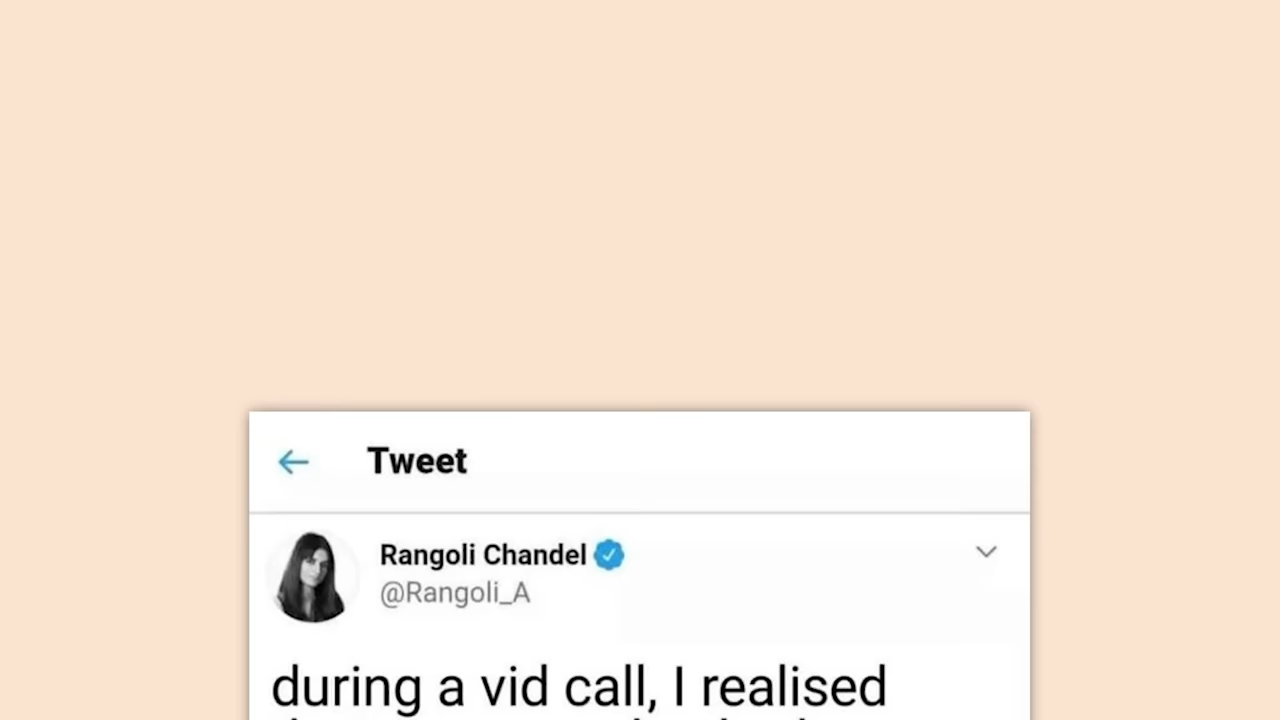 Tweet
Rangoli Chandel
@Rangoli_A
during a vid call, I realised